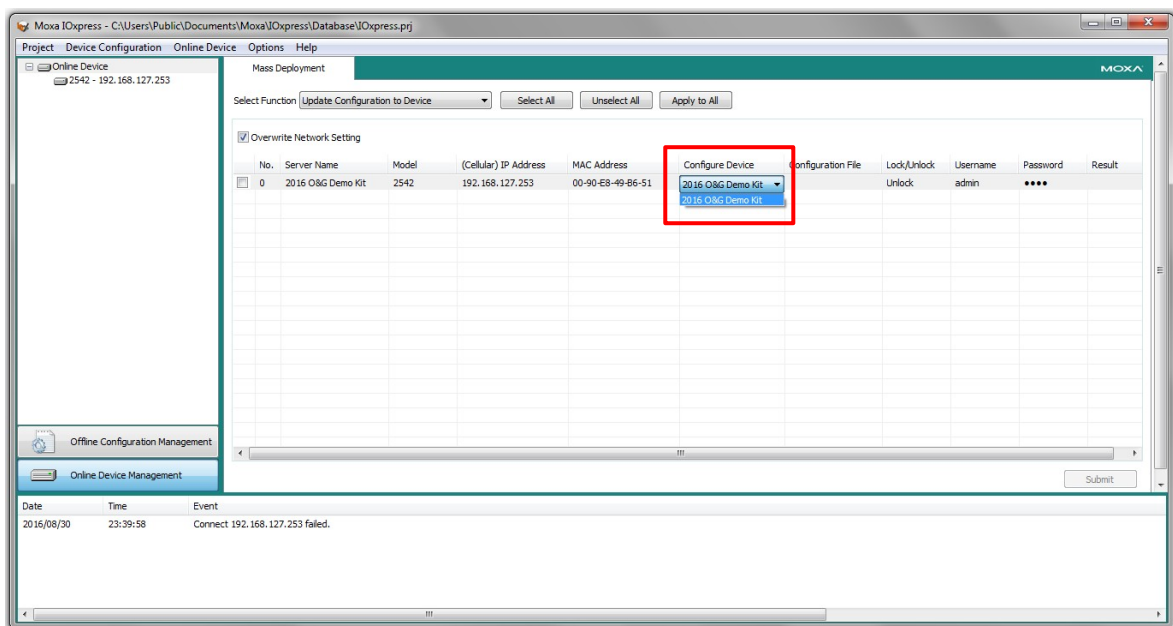 Moxa IOxpress - C:\Users\Public\Documents\Moxa\IOxpress\Database\IOxpress.prj
Project Device Configuration Online Device Options Help
Online Device
2542 - 192.168.127.253
Mass Deployment
MOXA
Select Function Update Configuration to Device Select All Unselect All Apply to All
Overwrite Network Setting
No. Server Name Model (Cellular) IP Address MAC Address Configure Device Configuration File Lock/Unlock Username Password Result
0 2016 O&G Demo Kit 2542 192.168.127.253 00-90-E8-49-B6-51 2016 O&G Demo Kit Unlock admin ●●●●
2016 O&G Demo Kit
Offline Configuration Management
Online Device Management
Submit
Date Time Event
2016/08/30 23:39:58 Connect 192.168.127.253 failed.